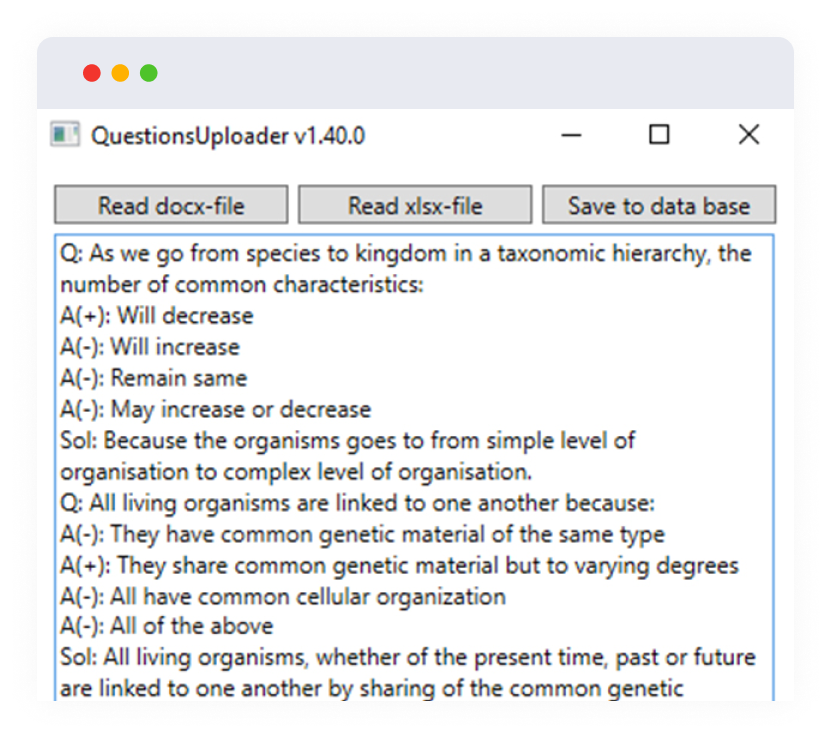 QuestionsUploader v1.40.0
Read docx-file
Read xlsx-file
Save to data base
Q: As we go from species to kingdom in a taxonomic hierarchy, the
number of common characteristics:
A(+): Will decrease
A(-): Will increase
A(-): Remain same
A(-): May increase or decrease
Sol: Because the organisms goes to from simple level of
organisation to complex level of organisation.
Q: All living organisms are linked to one another because:
A(-): They have common genetic material of the same type
A(+): They share common genetic material but to varying degrees
A(-): All have common cellular organization
A(-): All of the above
Sol: All living organisms, whether of the present time, past or future
are linked to one another by sharing of the common genetic